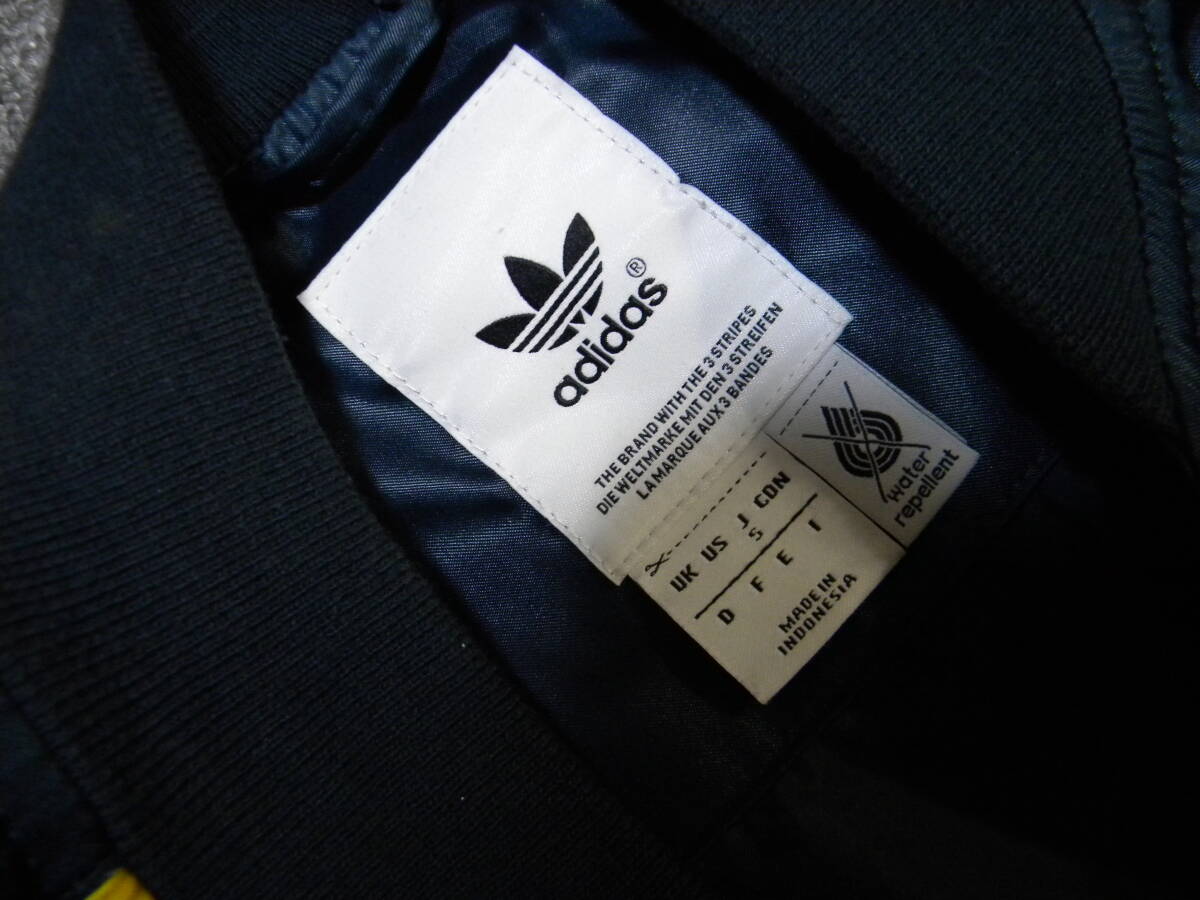 adidas®
THE BRAND WITH THE 3 STRIPES
DIE WELTMARKE MIT DEN 3 STREIFEN
LA MARQUE AUX 3 BANDES
UK US J CDN
S
D F E I
MADE IN
INDONESIA
water
repellent